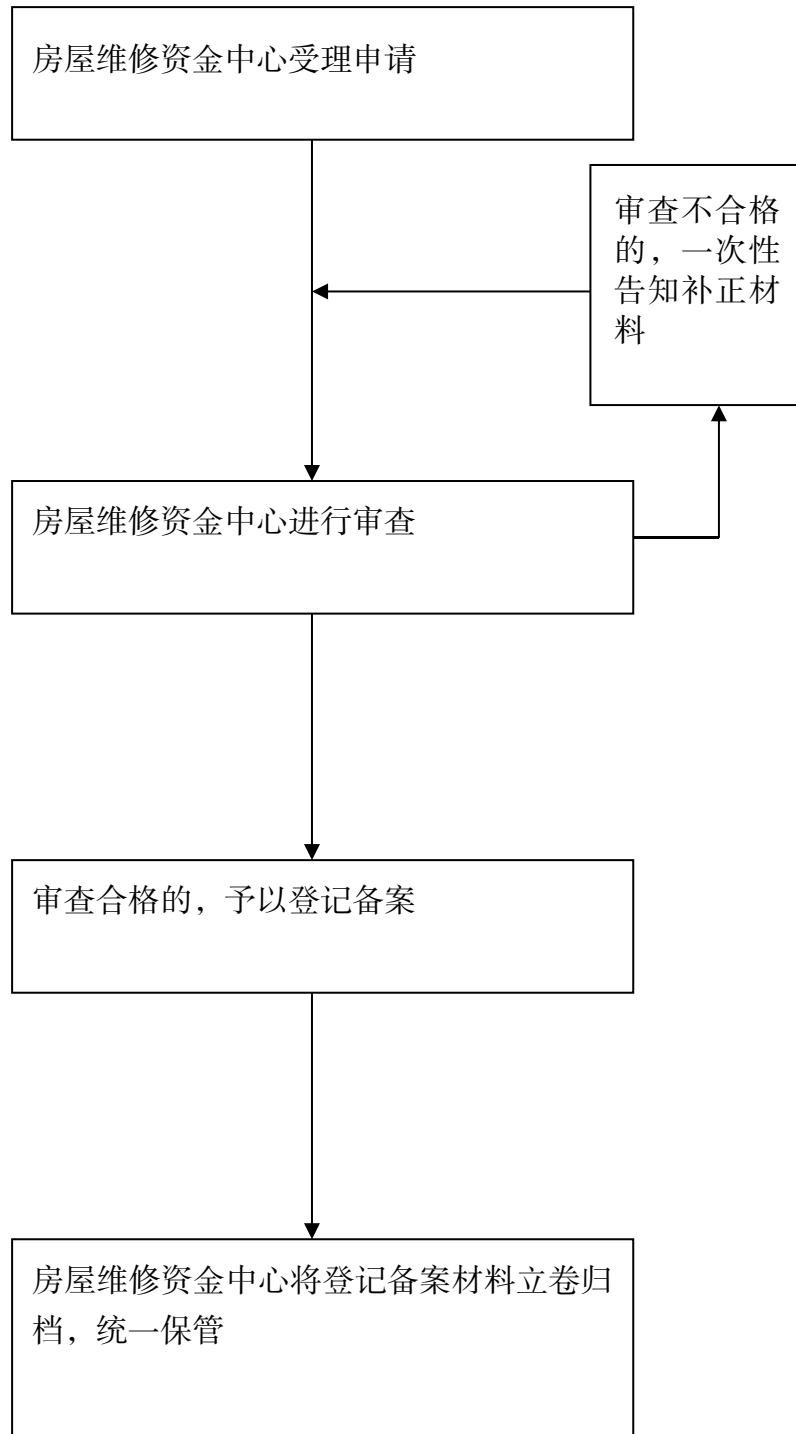 房屋维修资金中心受理申请
审查不合格
的，一次性
告知补正材
料
房屋维修资金中心进行审查
审查合格的，予以登记备案
房屋维修资金中心将登记备案材料立卷归
档，统一保管